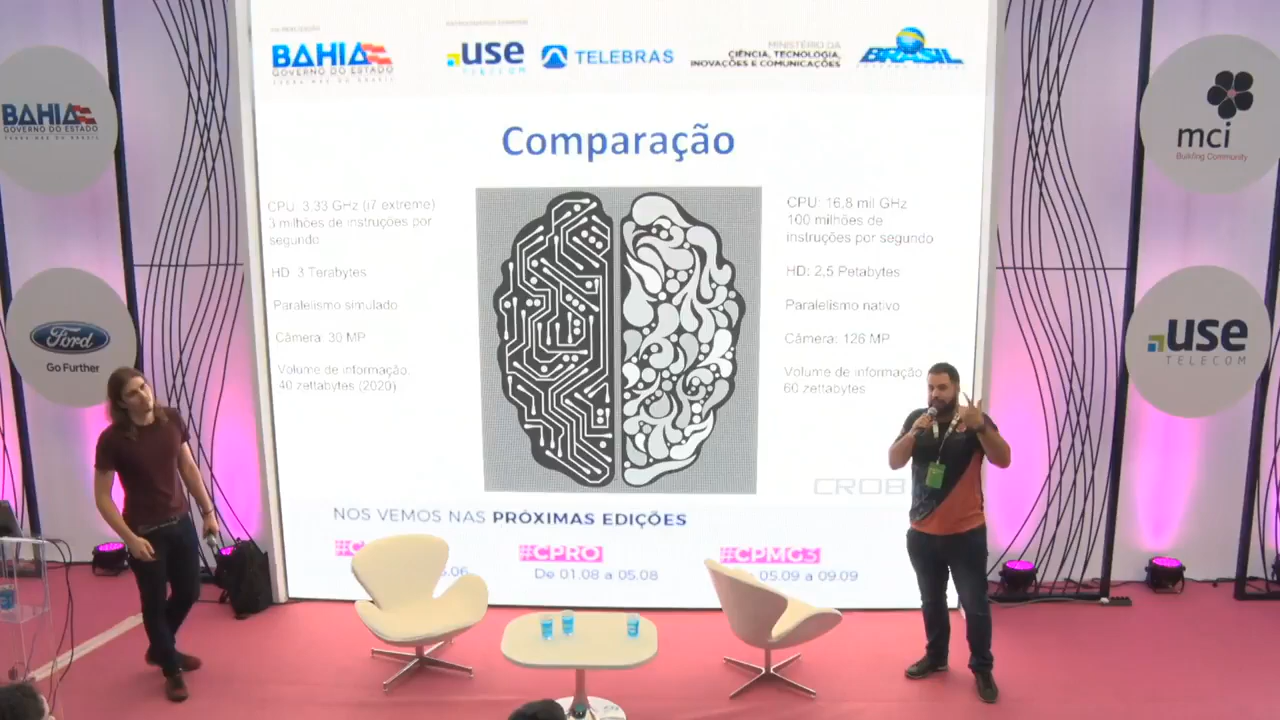 BAHIA
GOVERNO DO ESTADO
USE
TELECOM
TELEBRAS
MINISTÉRIO DA
CIÊNCIA, TECNOLOGIA,
INOVAÇÕES E COMUNICAÇÕES
BRASIL
BAHIA
GOVERNO DO ESTADO
mci
Building Community
Comparação
CPU: 3.33 GHz (i7 extreme)
3 milhões de instruções por
segundo
HD: 3 Terabytes
Paralelismo simulado
Câmera: 30 MP
Volume de informação:
40 zettabytes (2020)
CPU: 16.8 mil GHz
100 milhões de
instruções por segundo
HD: 2,5 Petabytes
Paralelismo nativo
Câmera: 126 MP
Volume de informação
60 zettabytes
Ford
Go Further
USE
TELECOM
NOS VEMOS NAS PRÓXIMAS EDIÇÕES
#CPRO
De 01.08 a 05.08
#CPMG3
05.09 a 09.09